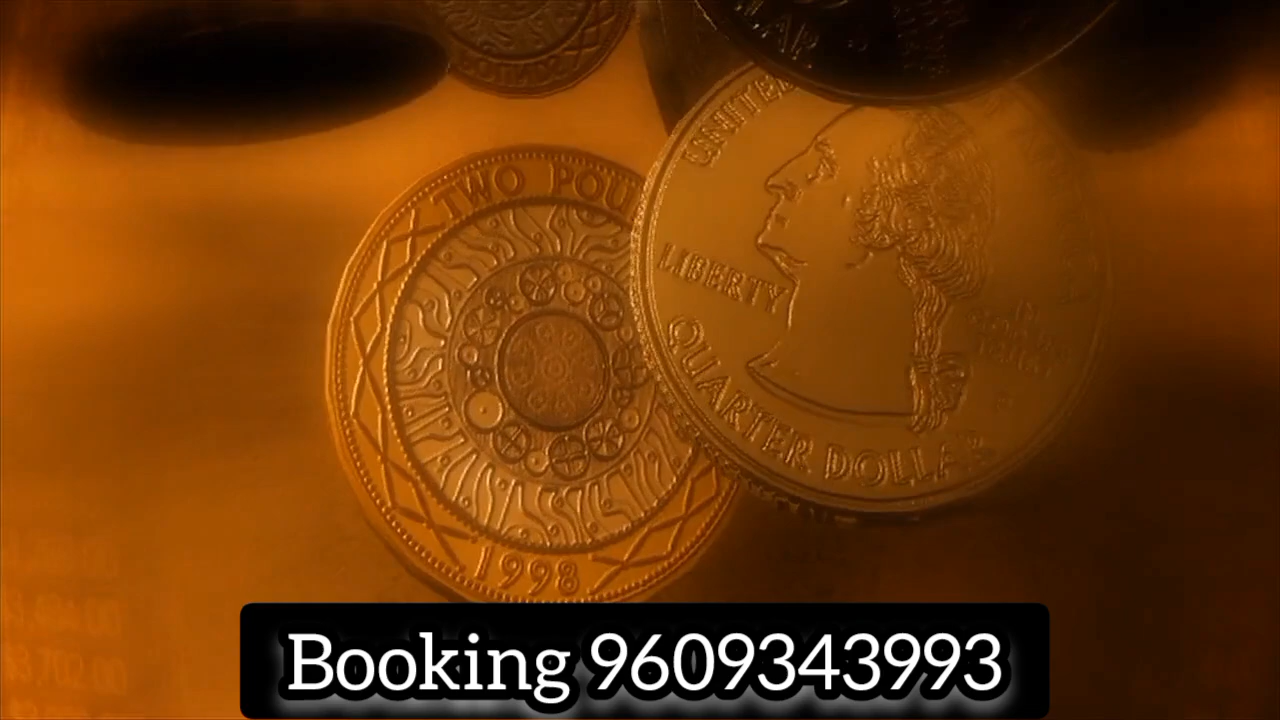 UNITED
TWO POU
LIBERTY
QUARTER DOLLAR
1998
Booking 9609343993